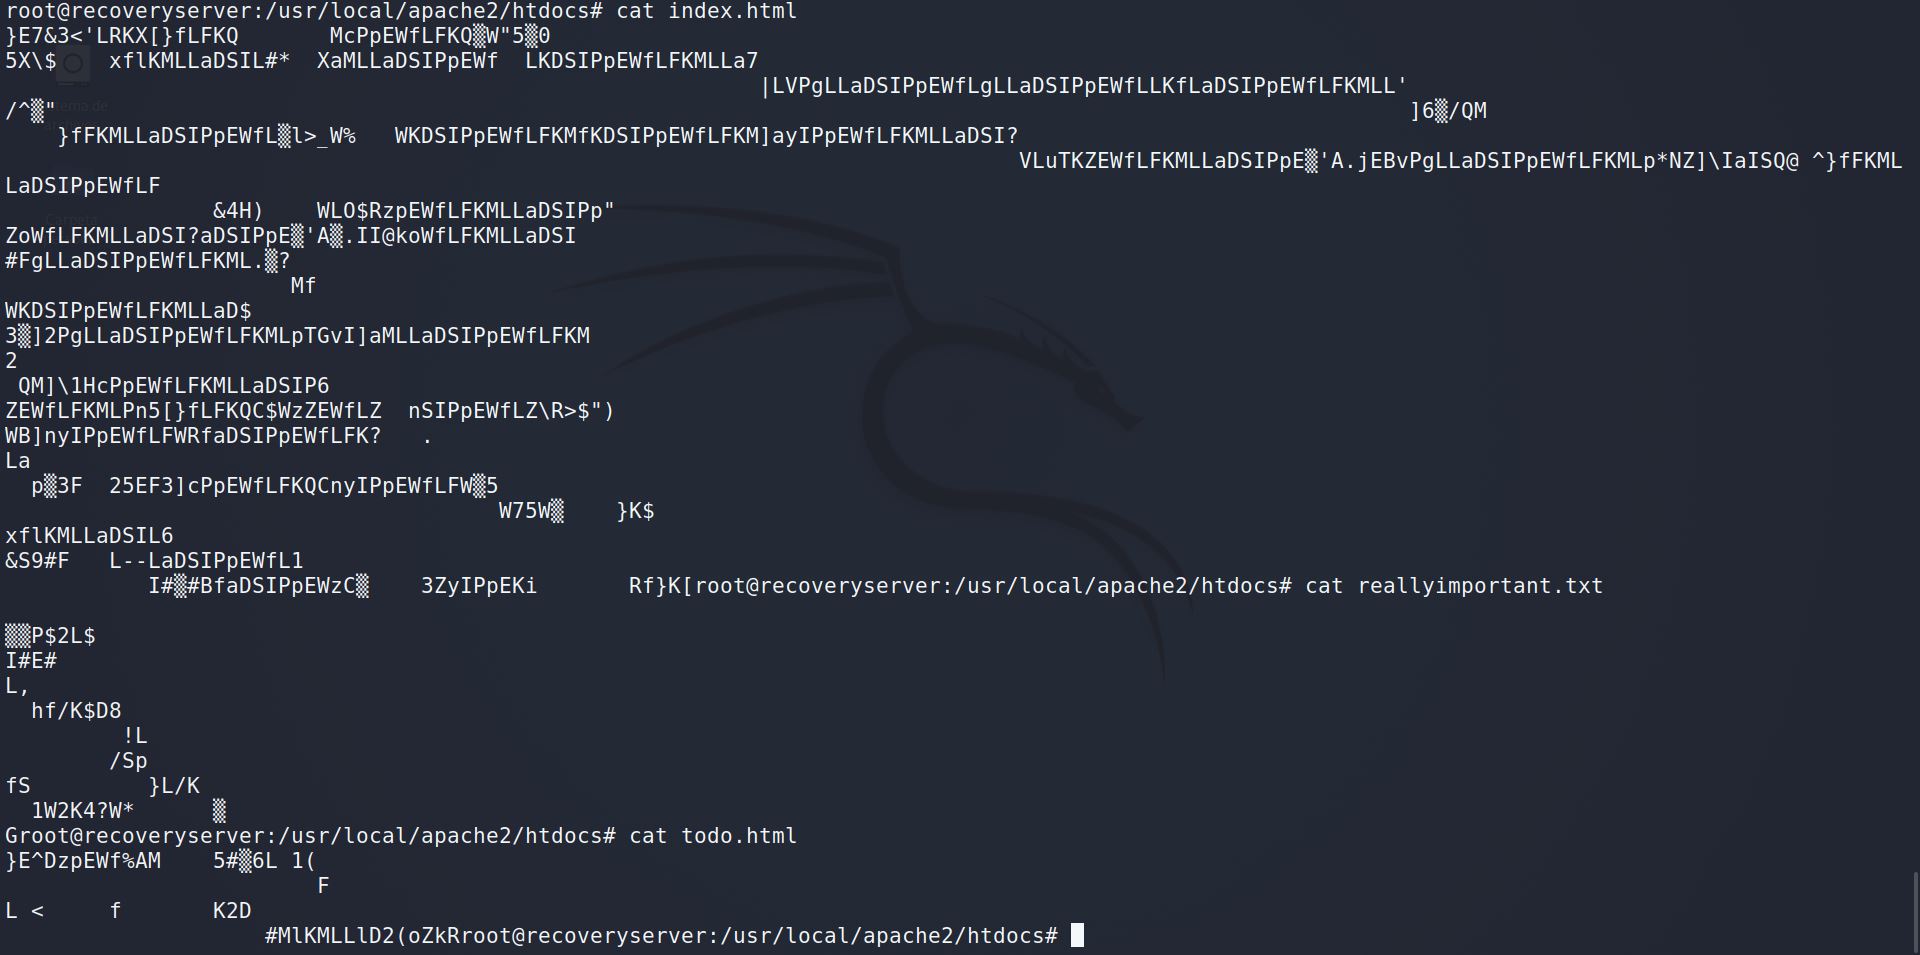 root@recoveryserver:/usr/local/apache2/htdocs# cat index.html
}E7&3<'LRKX[}fLFKQ       McPpEWfLFKQ▒W"5▒0
5X\$    xflKMLLaDSIL#*  XaMLLaDSIPpEWf  LKDSIPpEWfLFKMLLa7
|LVPgLLaDSIPpEWfLgLLaDSIPpEWfLLKfLaDSIPpEWfLFKMLL'
/^▒"                                                                                                        ]6▒/QM
}fFKMLLaDSIPpEWfL▒l>_W%   WKDSIPpEWfLFKMfKDSIPpEWfLFKM]ayIPpEWfLFKMLLaDSI?
VLuTKZEWfLFKMLLaDSIPpE▒'A.jEBvPgLLaDSIPpEWfLFKMLp*NZ]\IaISQ@ ^}fFKML
LaDSIPpEWfLF
&4H)    WLO$RzpEWfLFKMLLaDSIPp"
ZoWfLFKMLLaDSI?aDSIPpE▒'A▒.II@koWfLFKMLLaDSI
#FgLLaDSIPpEWfLFKML.▒?
Mf
WKDSIPpEWfLFKMLLaD$
3▒]2PgLLaDSIPpEWfLFKMLpTGvI]aMLLaDSIPpEWfLFKM
2
QM]\1HcPpEWfLFKMLLaDSIP6
ZEWfLFKMLPn5[}fLFKQC$WzZEWfLZ  nSIPpEWfLZ\R>$")
WB]nyIPpEWfLFWRfaDSIPpEWfLFK?   .
La
p▒3F  25EF3]cPpEWfLFKQCnyIPpEWfLFW▒5
W75W▒    }K$
xflKMLLaDSIL6
&S9#F   L--LaDSIPpEWfL1
I#▒#BfaDSIPpEWzC▒    3ZyIPpEKi       Rf}K[root@recoveryserver:/usr/local/apache2/htdocs# cat reallyimportant.txt
▒▒P$2L$
I#E#
L,
hf/K$D8
!L
/Sp
fS         }L/K
1W2K4?W*      ▒
Groot@recoveryserver:/usr/local/apache2/htdocs# cat todo.html
}E^DzpEWf%AM    5#▒6L 1(
F
L <     f       K2D
#MlKMLLlD2(oZkRroot@recoveryserver:/usr/local/apache2/htdocs#
Carpeta